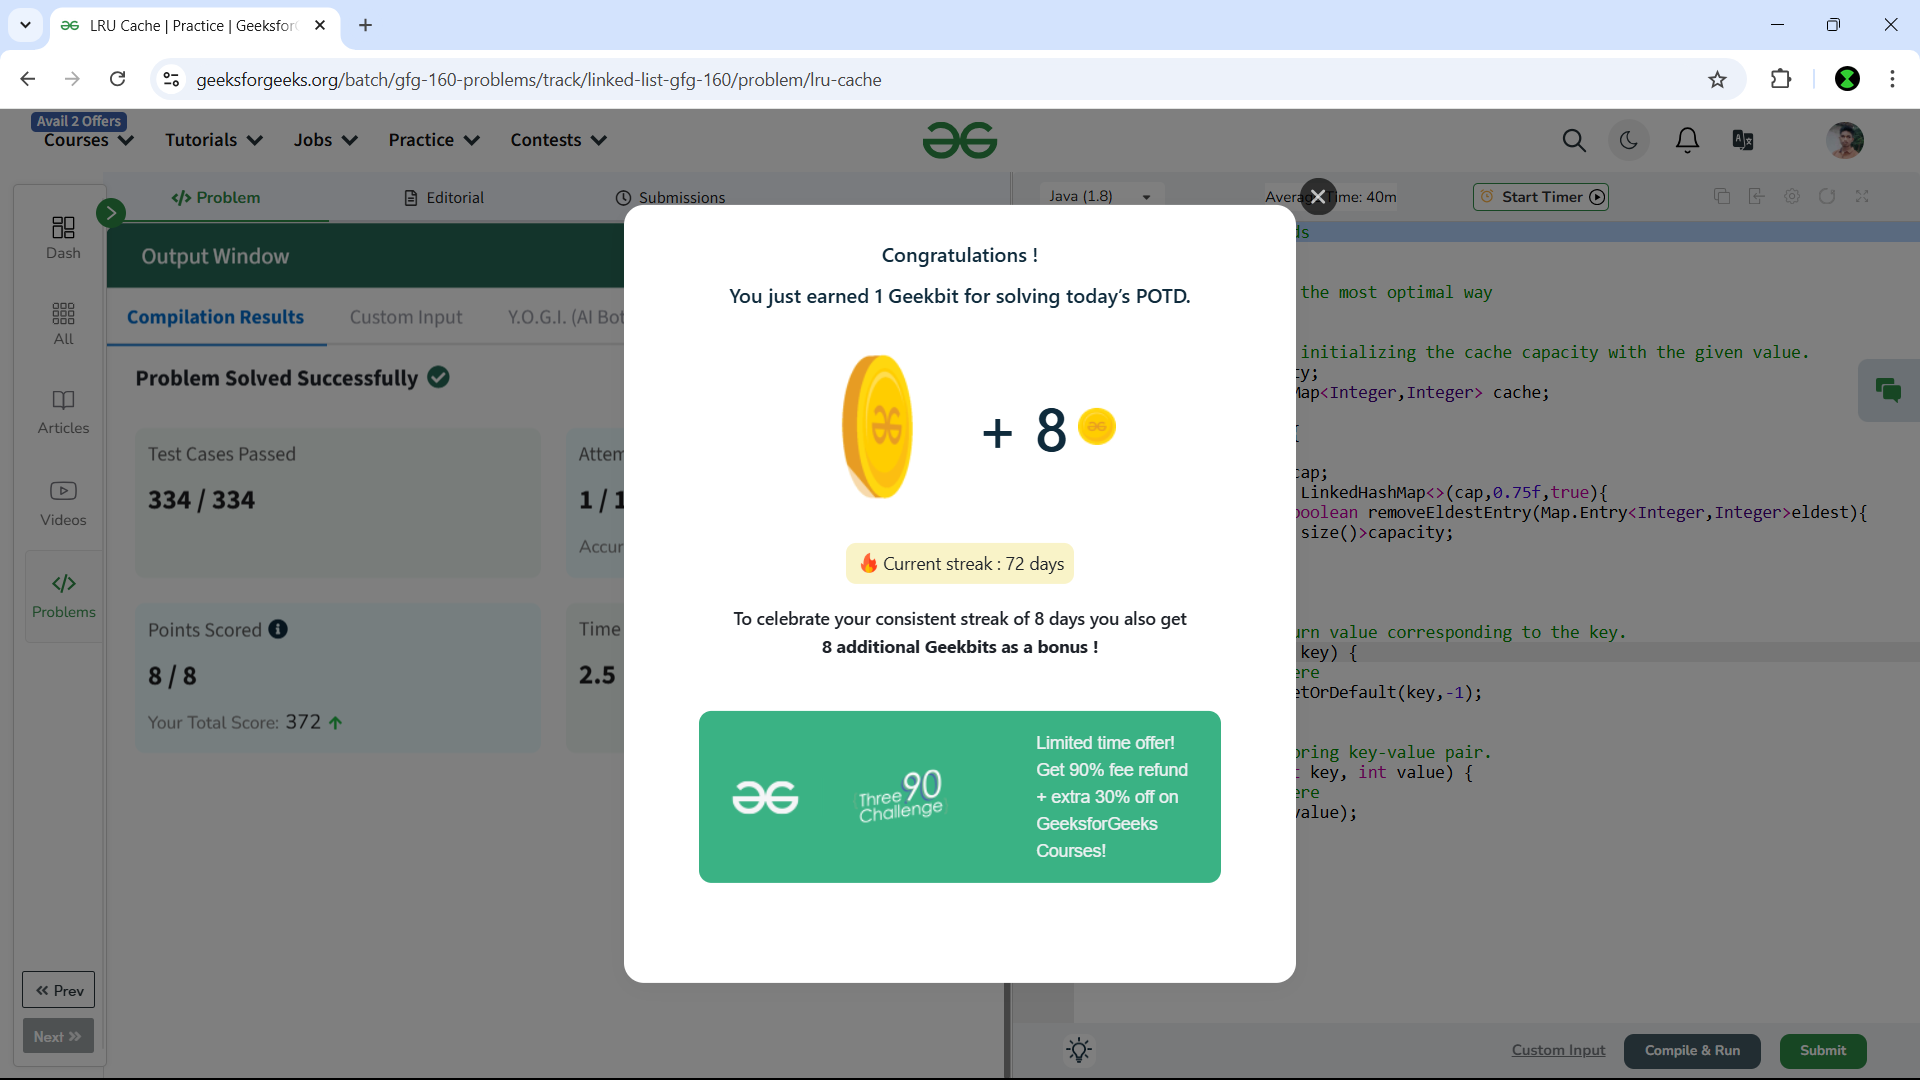 LRU Cache | Practice | Geeksfor
geeksforgeeks.org/batch/gfg-160-problems/track/linked-list-gfg-160/problem/lru-cache
Avail 2 Offers
Courses
Tutorials
Jobs
Practice
Contests
</> Problem
Editorial
Submissions
Java (1.8)
Average Time: 40m
Start Timer
Dash
All
Articles
Videos
Problems
<< Prev
Next >>
Output Window
Compilation Results
Custom Input
Y.O.G.I. (AI Bot
Problem Solved Successfully
Test Cases Passed
334 / 334
Attem
1 / 1
Accur
Points Scored
8 / 8
Your Total Score: 372
Time
2.5
Congratulations !
You just earned 1 Geekbit for solving today's POTD.
+ 8
Current streak : 72 days
To celebrate your consistent streak of 8 days you also get
8 additional Geekbits as a bonus !
Three 90
Challenge
Limited time offer!
Get 90% fee refund
+ extra 30% off on
GeeksforGeeks
Courses!
ds
the most optimal way
initializing the cache capacity with the given value.
ty;
Map<Integer,Integer> cache;
{
cap;
LinkedHashMap<>(cap,0.75f,true){
boolean removeEldestEntry(Map.Entry<Integer,Integer>eldest){
size()>capacity;
urn value corresponding to the key.
key) {
ere
etOrDefault(key,-1);
oring key-value pair.
t key, int value) {
ere
value);
Custom Input
Compile & Run
Submit